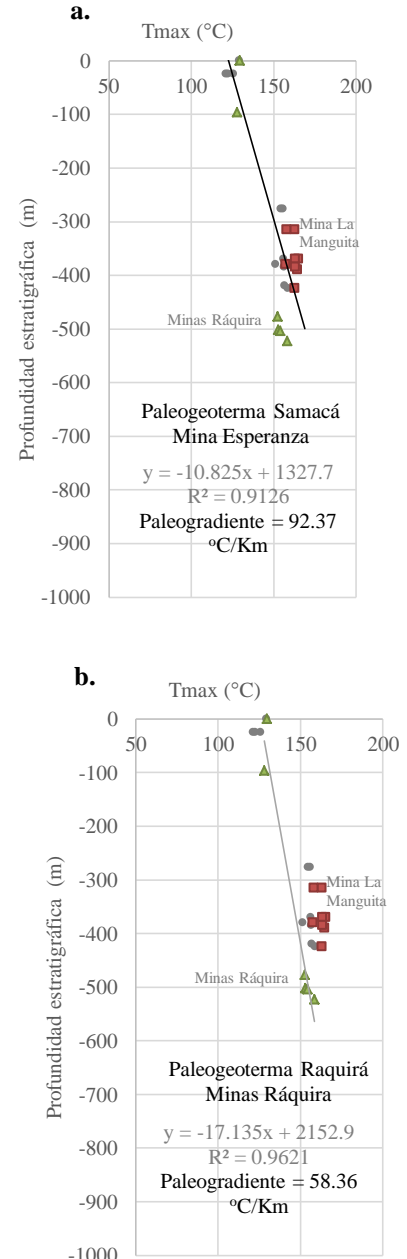 a.
Tmax (°C)
50 100 150 200
0
-100
-200
-300
-400
-500
-600
-700
-800
-900
-1000
Profundidad estratigráfica (m)
Mina La
Manguita
Minas Ráquira
Paleogeoterma Samacá
Mina Esperanza
y = -10.825x + 1327.7
R² = 0.9126
Paleogradiente = 92.37
°C/Km
b.
Tmax (°C)
50 100 150 200
0
-100
-200
-300
-400
-500
-600
-700
-800
-900
-1000
Profundidad estratigráfica (m)
Mina La
Manguita
Minas Ráquira
Paleogeoterma Raquirá
Minas Ráquira
y = -17.135x + 2152.9
R² = 0.9621
Paleogradiente = 58.36
°C/Km